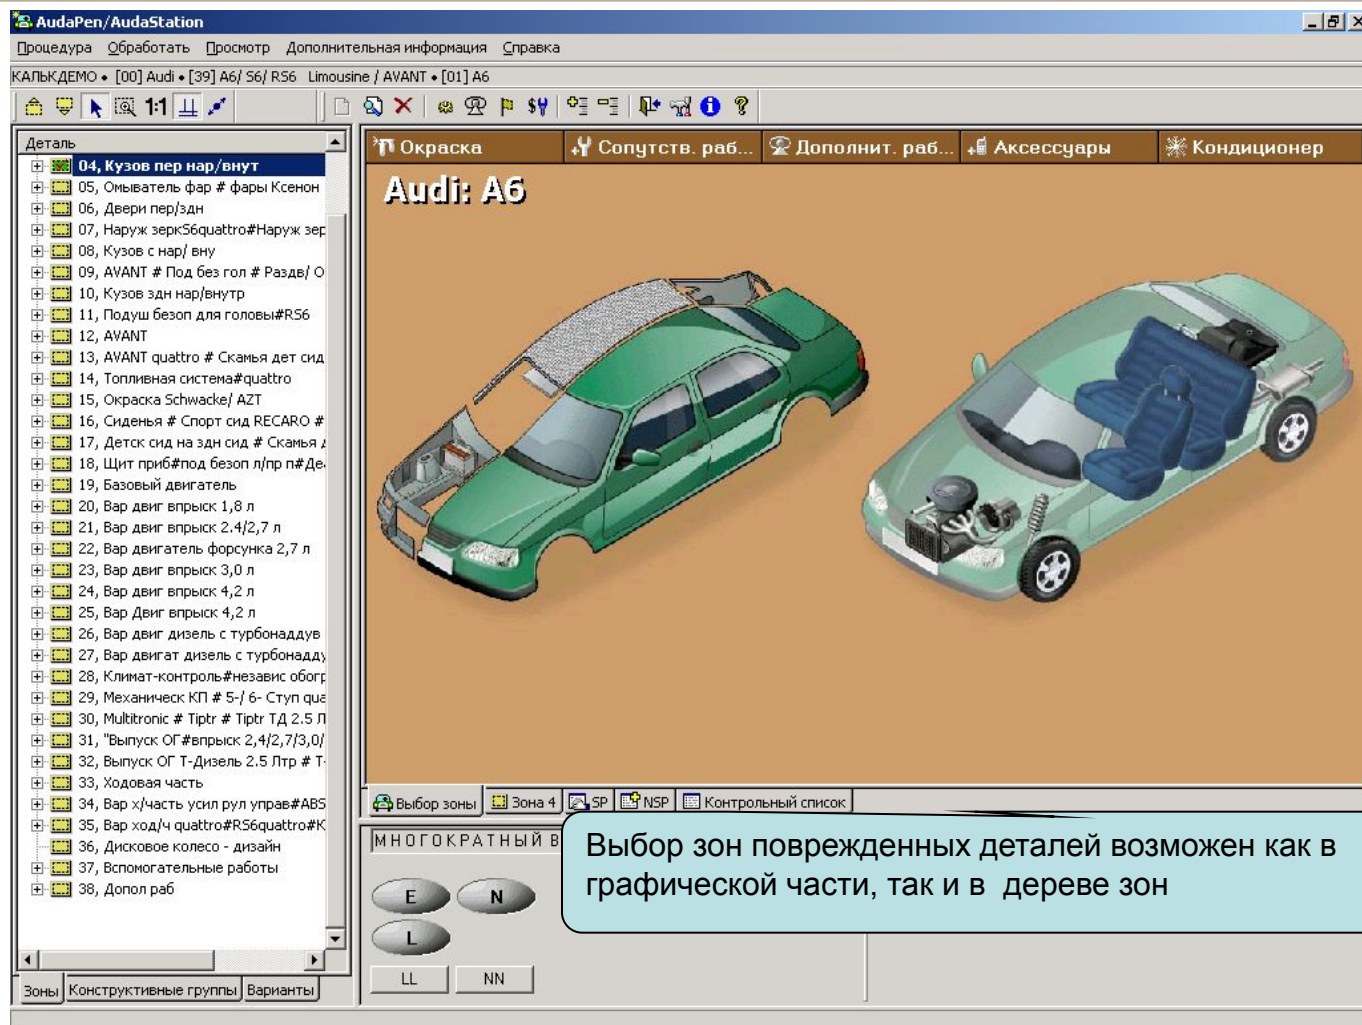 AudaPen/AudaStation
Процедура Обработать Просмотр Дополнительная информация Справка
КАЛЬКДЕМО • [00] Audi • [39] A6/ S6/ RS6 Limousine / AVANT • [01] A6
1:1
Деталь
04, Кузов пер нар/внут
05, Омыватель фар # фары Ксенон
06, Двери пер/здн
07, Наруж зеркS6quattro#Наруж зер
08, Кузов с нар/ вну
09, AVANT # Под без гол # Раздв/ О
10, Кузов здн нар/внутр
11, Подуш безоп для головы#RS6
12, AVANT
13, AVANT quattro # Скамья дет сид
14, Топливная система#quattro
15, Окраска Schwacke/ AZT
16, Сиденья # Спорт сид RECARO #
17, Детск сид на здн сид # Скамья д
18, Щит приб#под безоп л/пр п#Де
19, Базовый двигатель
20, Вар двиг впрыск 1,8 л
21, Вар двиг впрыск 2.4/2,7 л
22, Вар двигатель форсунка 2,7 л
23, Вар двиг впрыск 3,0 л
24, Вар двиг впрыск 4,2 л
25, Вар Двиг впрыск 4,2 л
26, Вар двиг дизель с турбонаддув
27, Вар двигат дизель с турбонадду
28, Климат-контроль#независ обогр
29, Механическ КП # 5-/ 6- Ступ qua
30, Multitronic # Tiptr # Tiptr ТД 2.5 Л
31, "Выпуск ОГ#впрыск 2,4/2,7/3,0/
32, Выпуск ОГ Т-Дизель 2.5 Лтр # Т-
33, Ходовая часть
34, Вар х/часть усил рул управ#ABS
35, Вар ход/ч quattro#RS6quattro#К
36, Дисковое колесо - дизайн
37, Вспомогательные работы
38, Допол раб
Зоны Конструктивные группы Варианты
Окраска Сопутств. раб... Дополнит. раб... Аксессуары Кондиционер
Audi: A6
Выбор зоны Зона 4 SP NSP Контрольный список
МНОГОКРАТНЫЙ В
E N
L
LL NN
Выбор зон поврежденных деталей возможен как в
графической части, так и в дереве зон